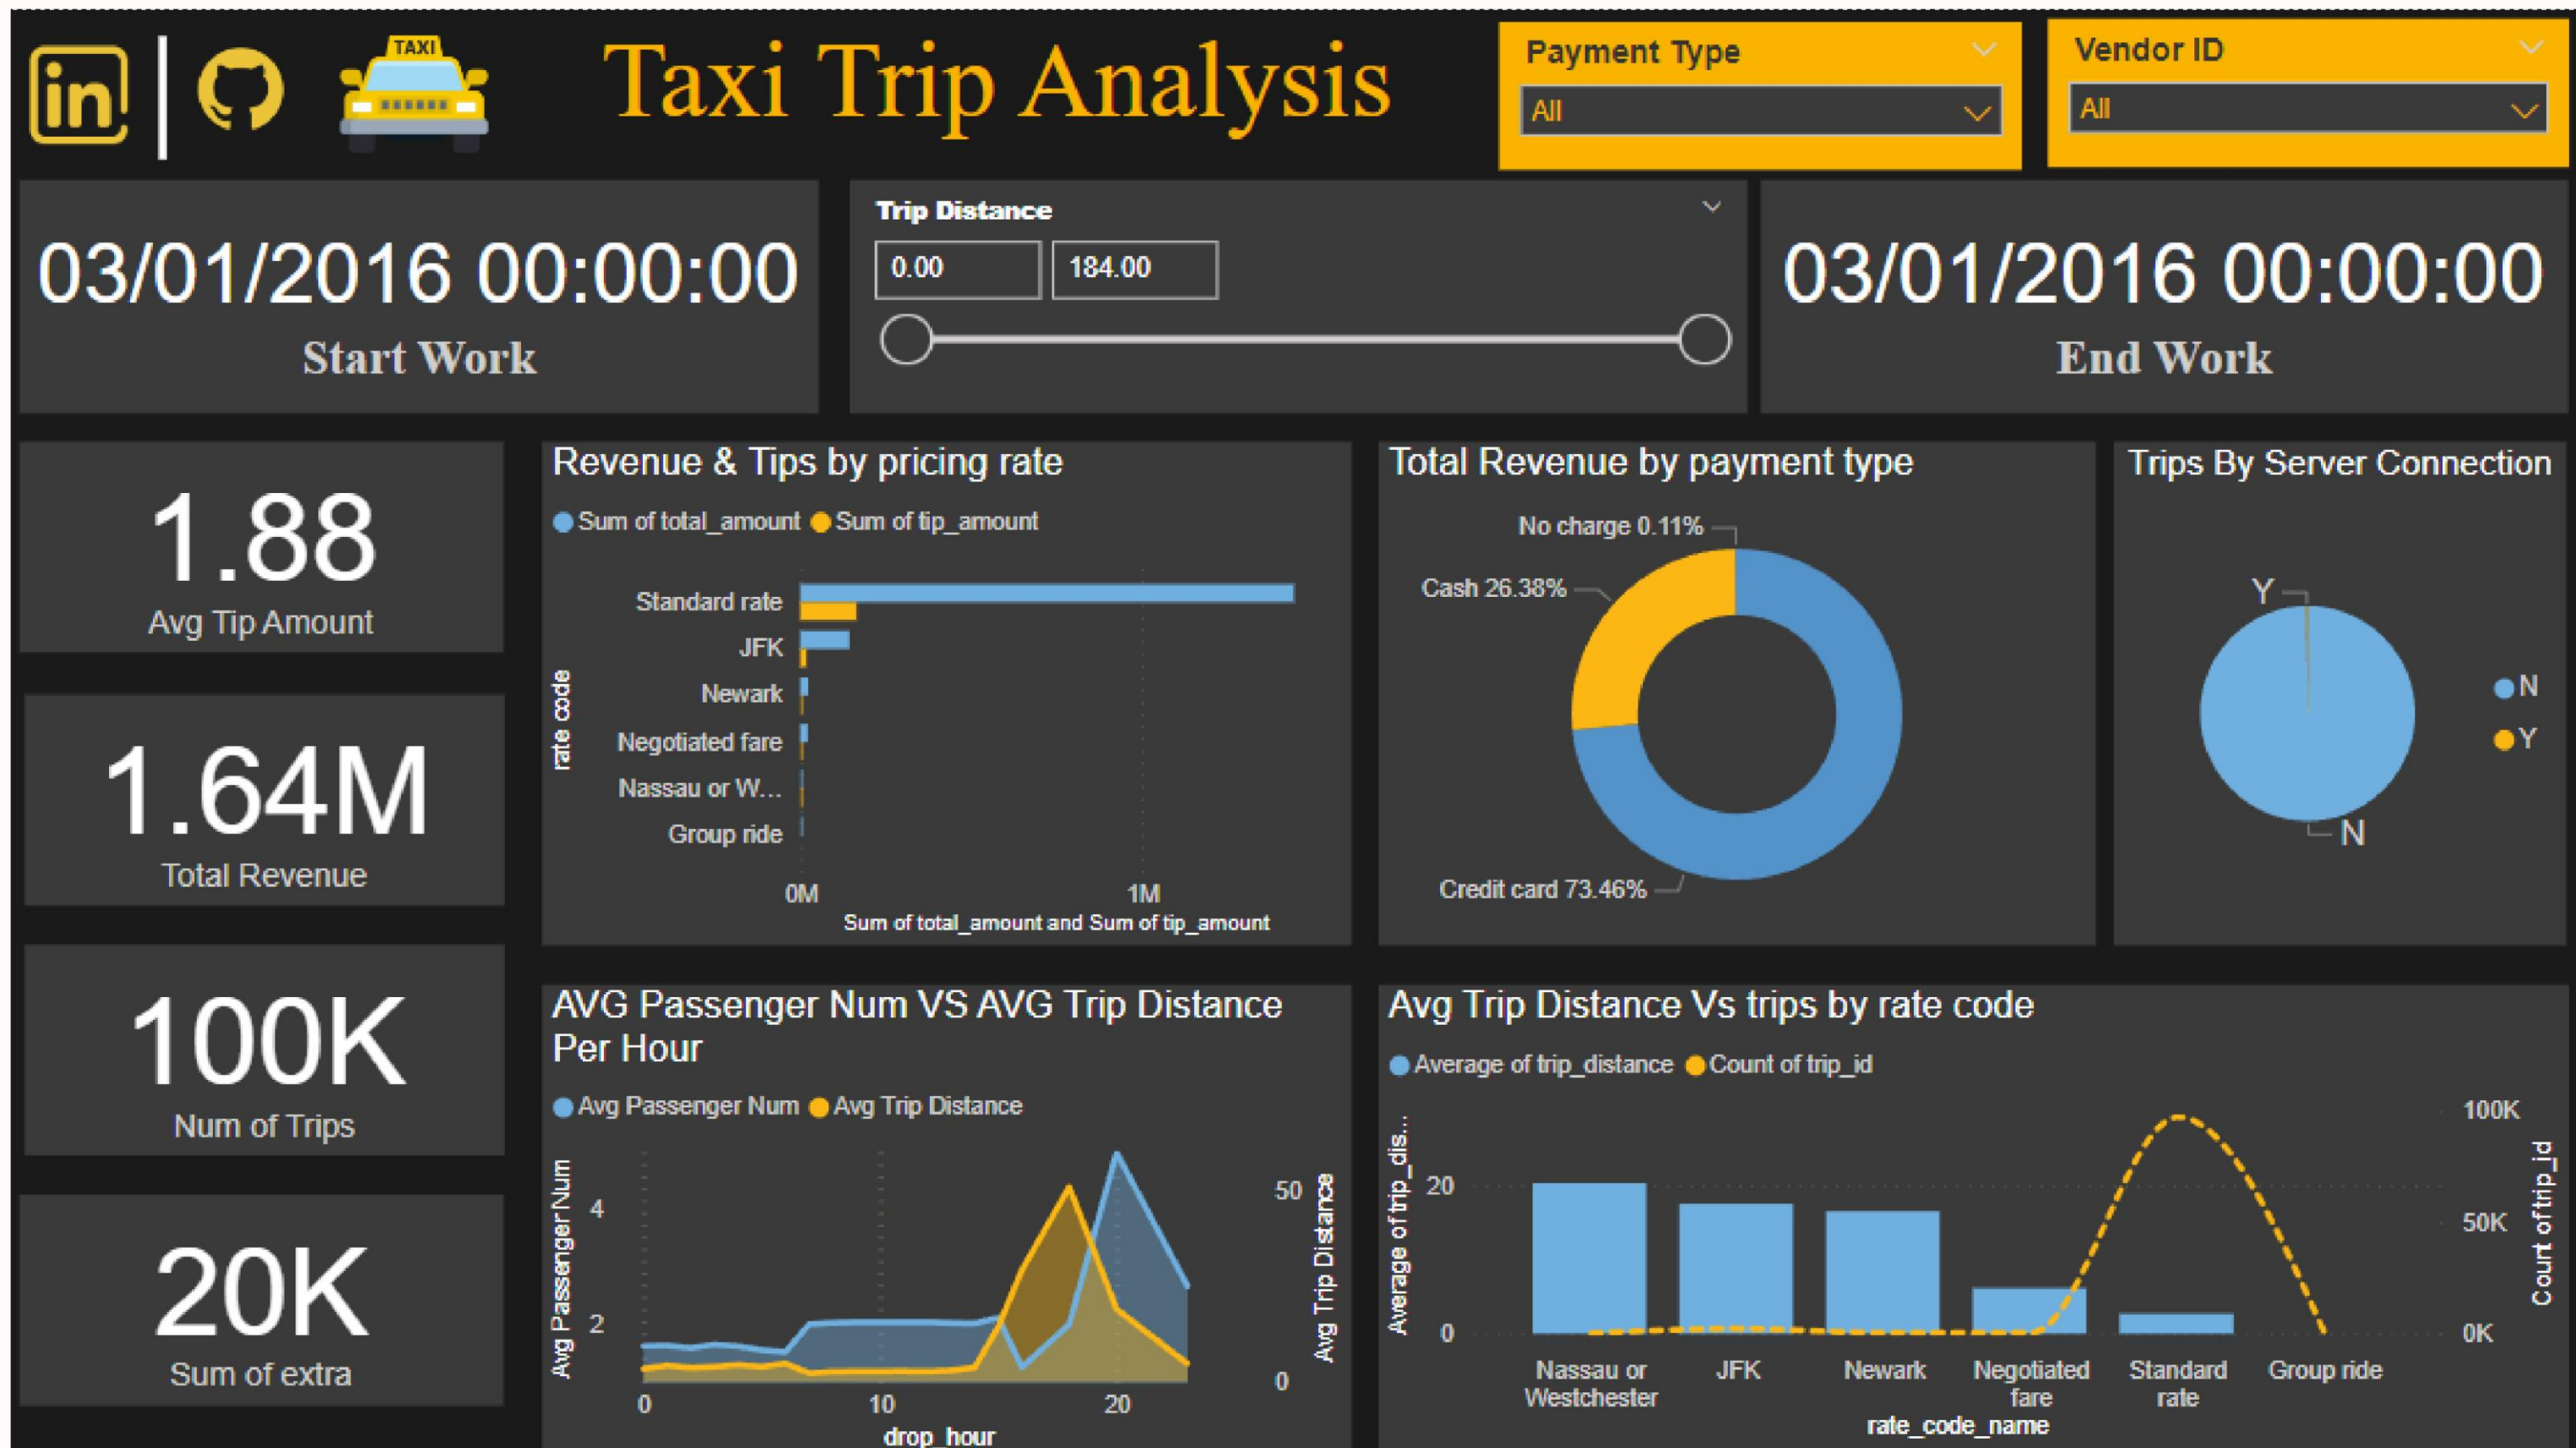 in
TAXI
Taxi Trip Analysis
Payment Type
All
Vendor ID
All
03/01/2016 00:00:00
Start Work
Trip Distance
0.00
184.00
03/01/2016 00:00:00
End Work
1.88
Avg Tip Amount
1.64M
Total Revenue
100K
Num of Trips
20K
Sum of extra
Revenue & Tips by pricing rate
Sum of total_amount
Sum of tip_amount
rate code
Standard rate
JFK
Newark
Negotiated fare
Nassau or W...
Group ride
0M
1M
Sum of total_amount and Sum of tip_amount
Total Revenue by payment type
No charge 0.11%
Cash 26.38%
Credit card 73.46%
Trips By Server Connection
Y
N
N
Y
AVG Passenger Num VS AVG Trip Distance
Per Hour
Avg Passenger Num
Avg Trip Distance
Avg Passenger Num
4
2
50
0
Avg Trip Distance
0
10
20
drop_hour
Avg Trip Distance Vs trips by rate code
Average of trip_distance
Count of trip_id
Average of trip_dis...
20
0
100K
50K
0K
Count of trip_id
Nassau or
Westchester
JFK
Newark
Negotiated
fare
Standard
rate
Group ride
rate_code_name